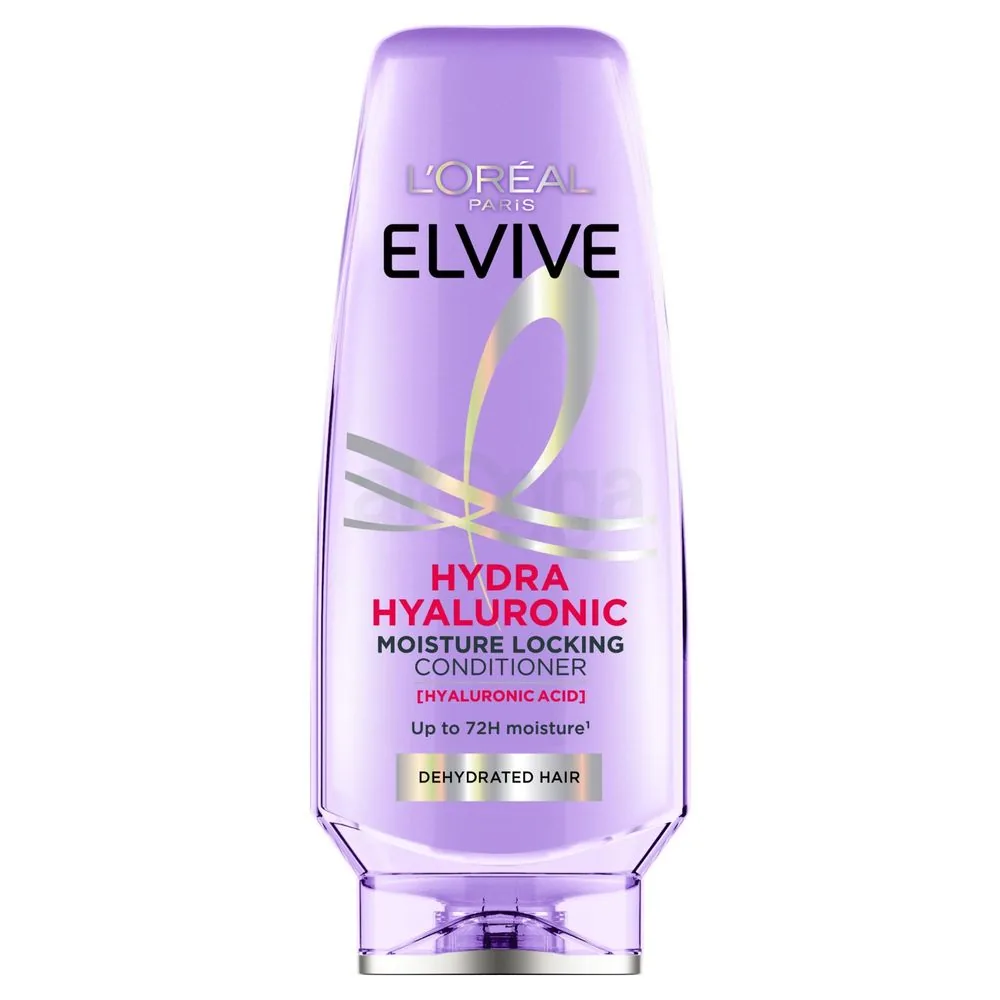 L'ORÉAL
PARIS
ELVIVE
HYDRA
HYALURONIC
MOISTURE LOCKING
CONDITIONER
[HYALURONIC ACID]
Up to 72H moisture¹
DEHYDRATED HAIR